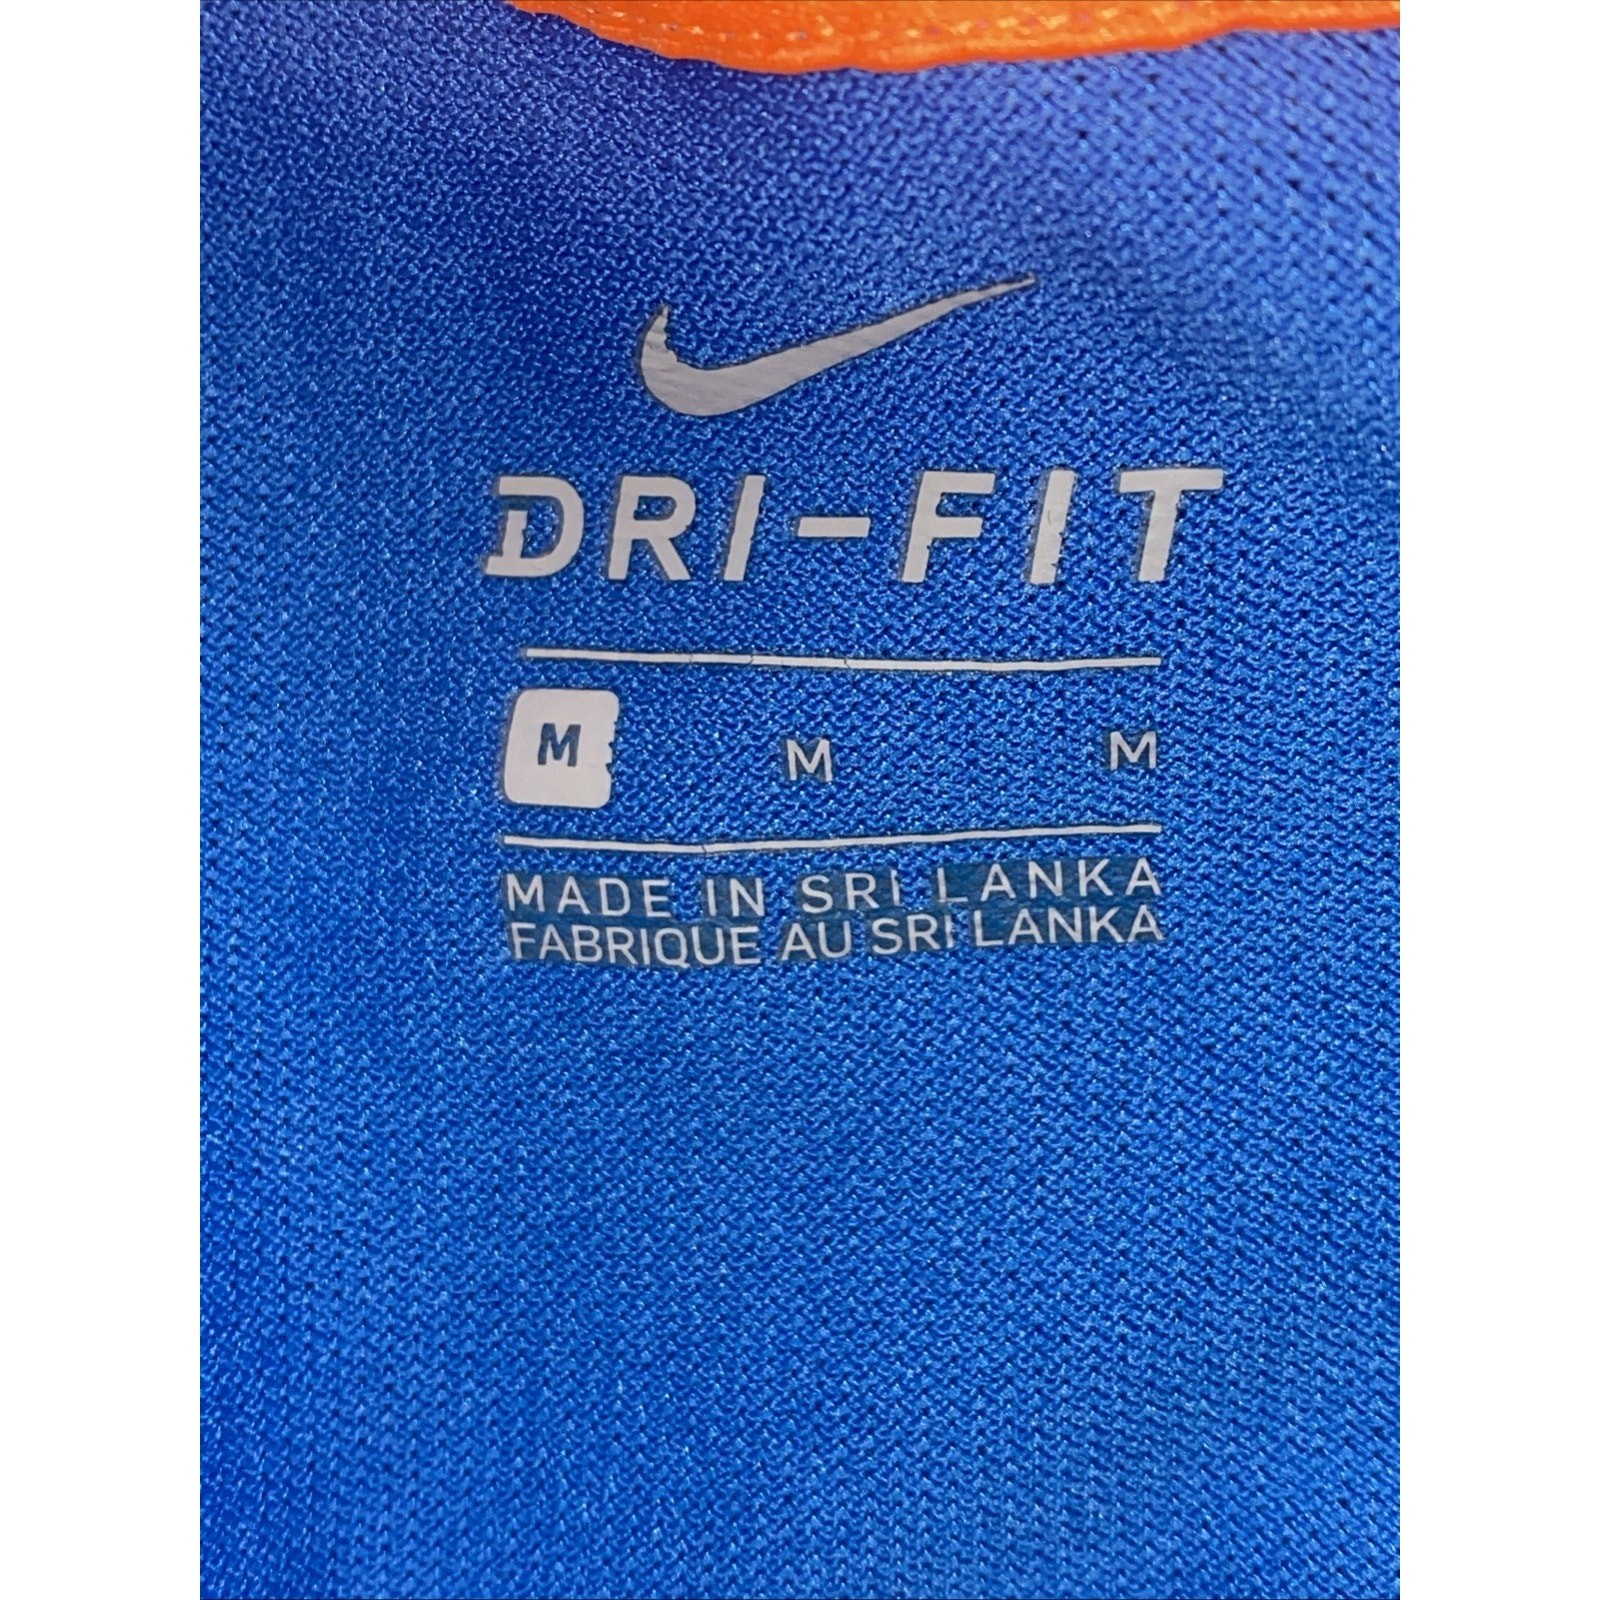 DRI-FIT
M M M
MADE IN SRI LANKA
FABRIQUE AU SRI LANKA